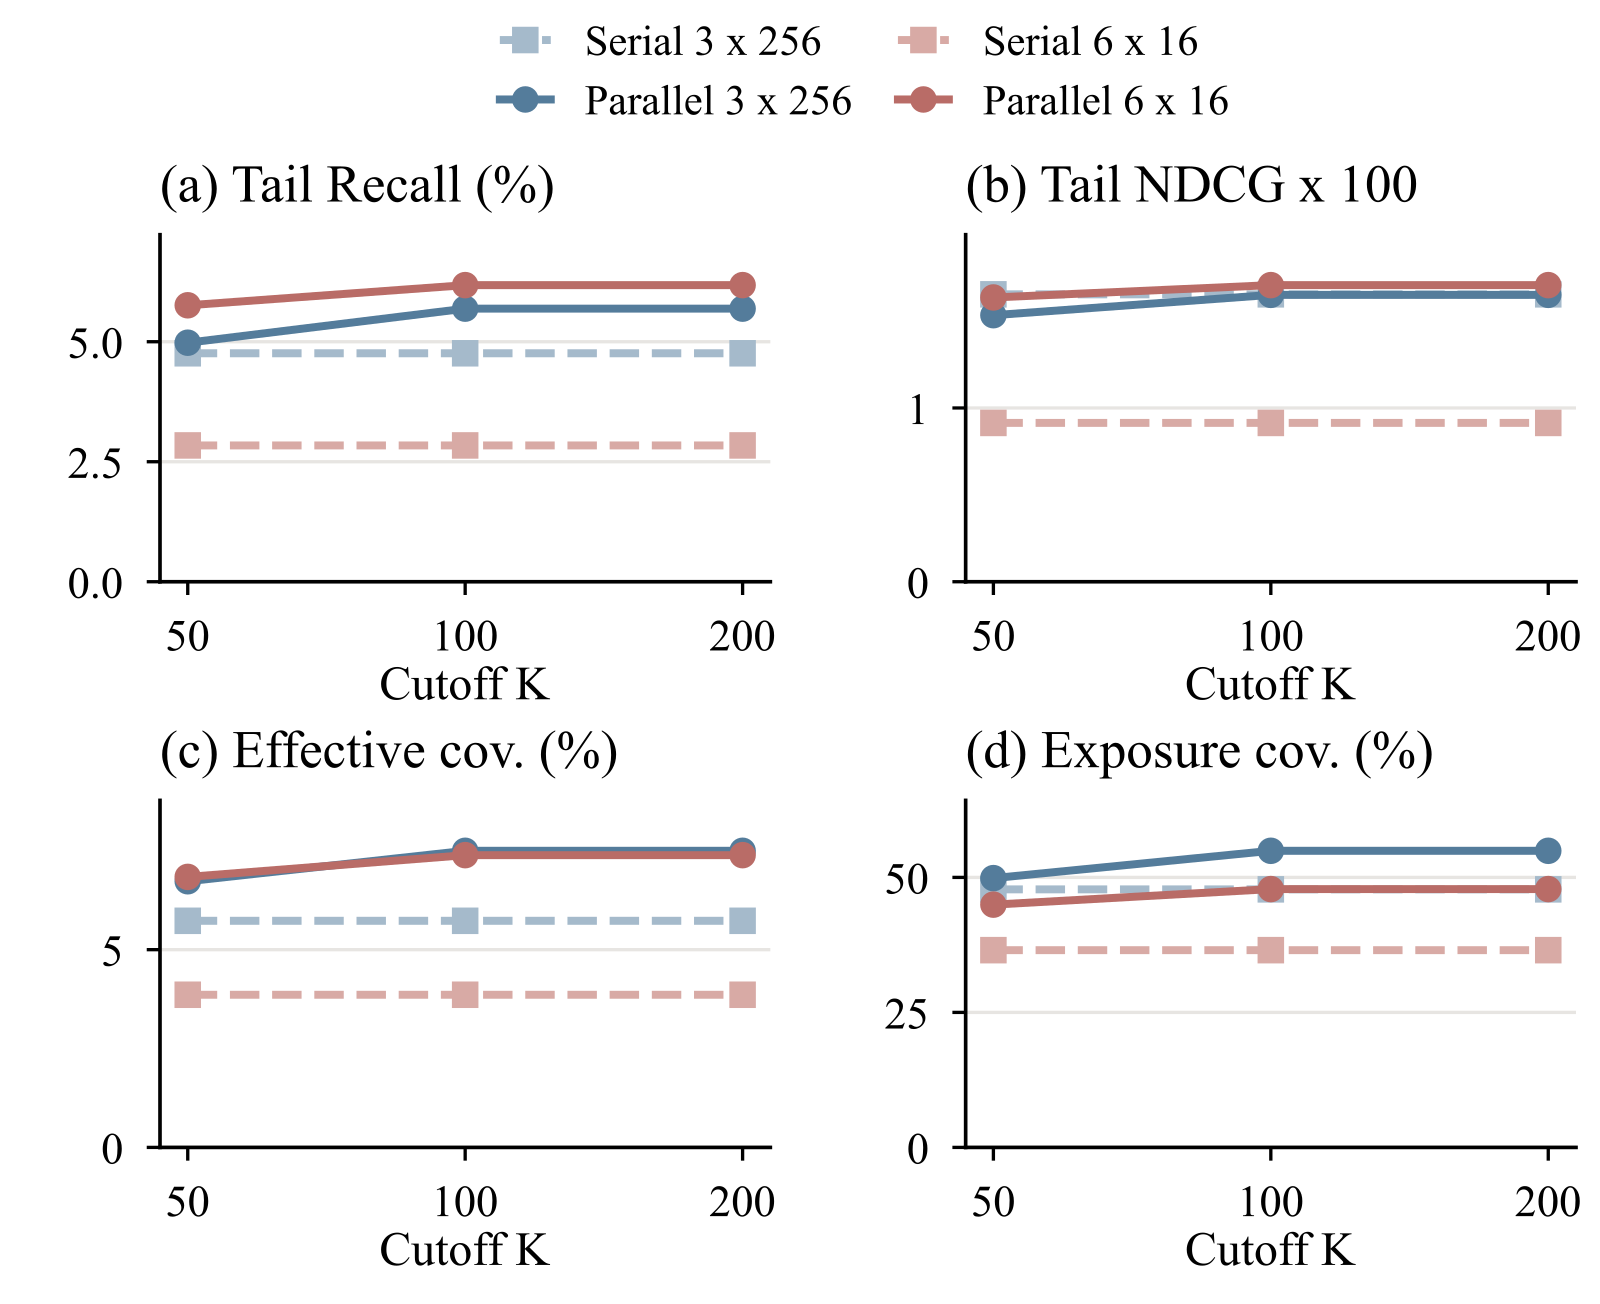 Serial 3 x 256
Serial 6 x 16
Parallel 3 x 256
Parallel 6 x 16
(a) Tail Recall (%)
5.0
2.5
0.0
50 100 200
Cutoff K
(b) Tail NDCG x 100
1
0
50 100 200
Cutoff K
(c) Effective cov. (%)
5
0
50 100 200
Cutoff K
(d) Exposure cov. (%)
50
25
0
50 100 200
Cutoff K